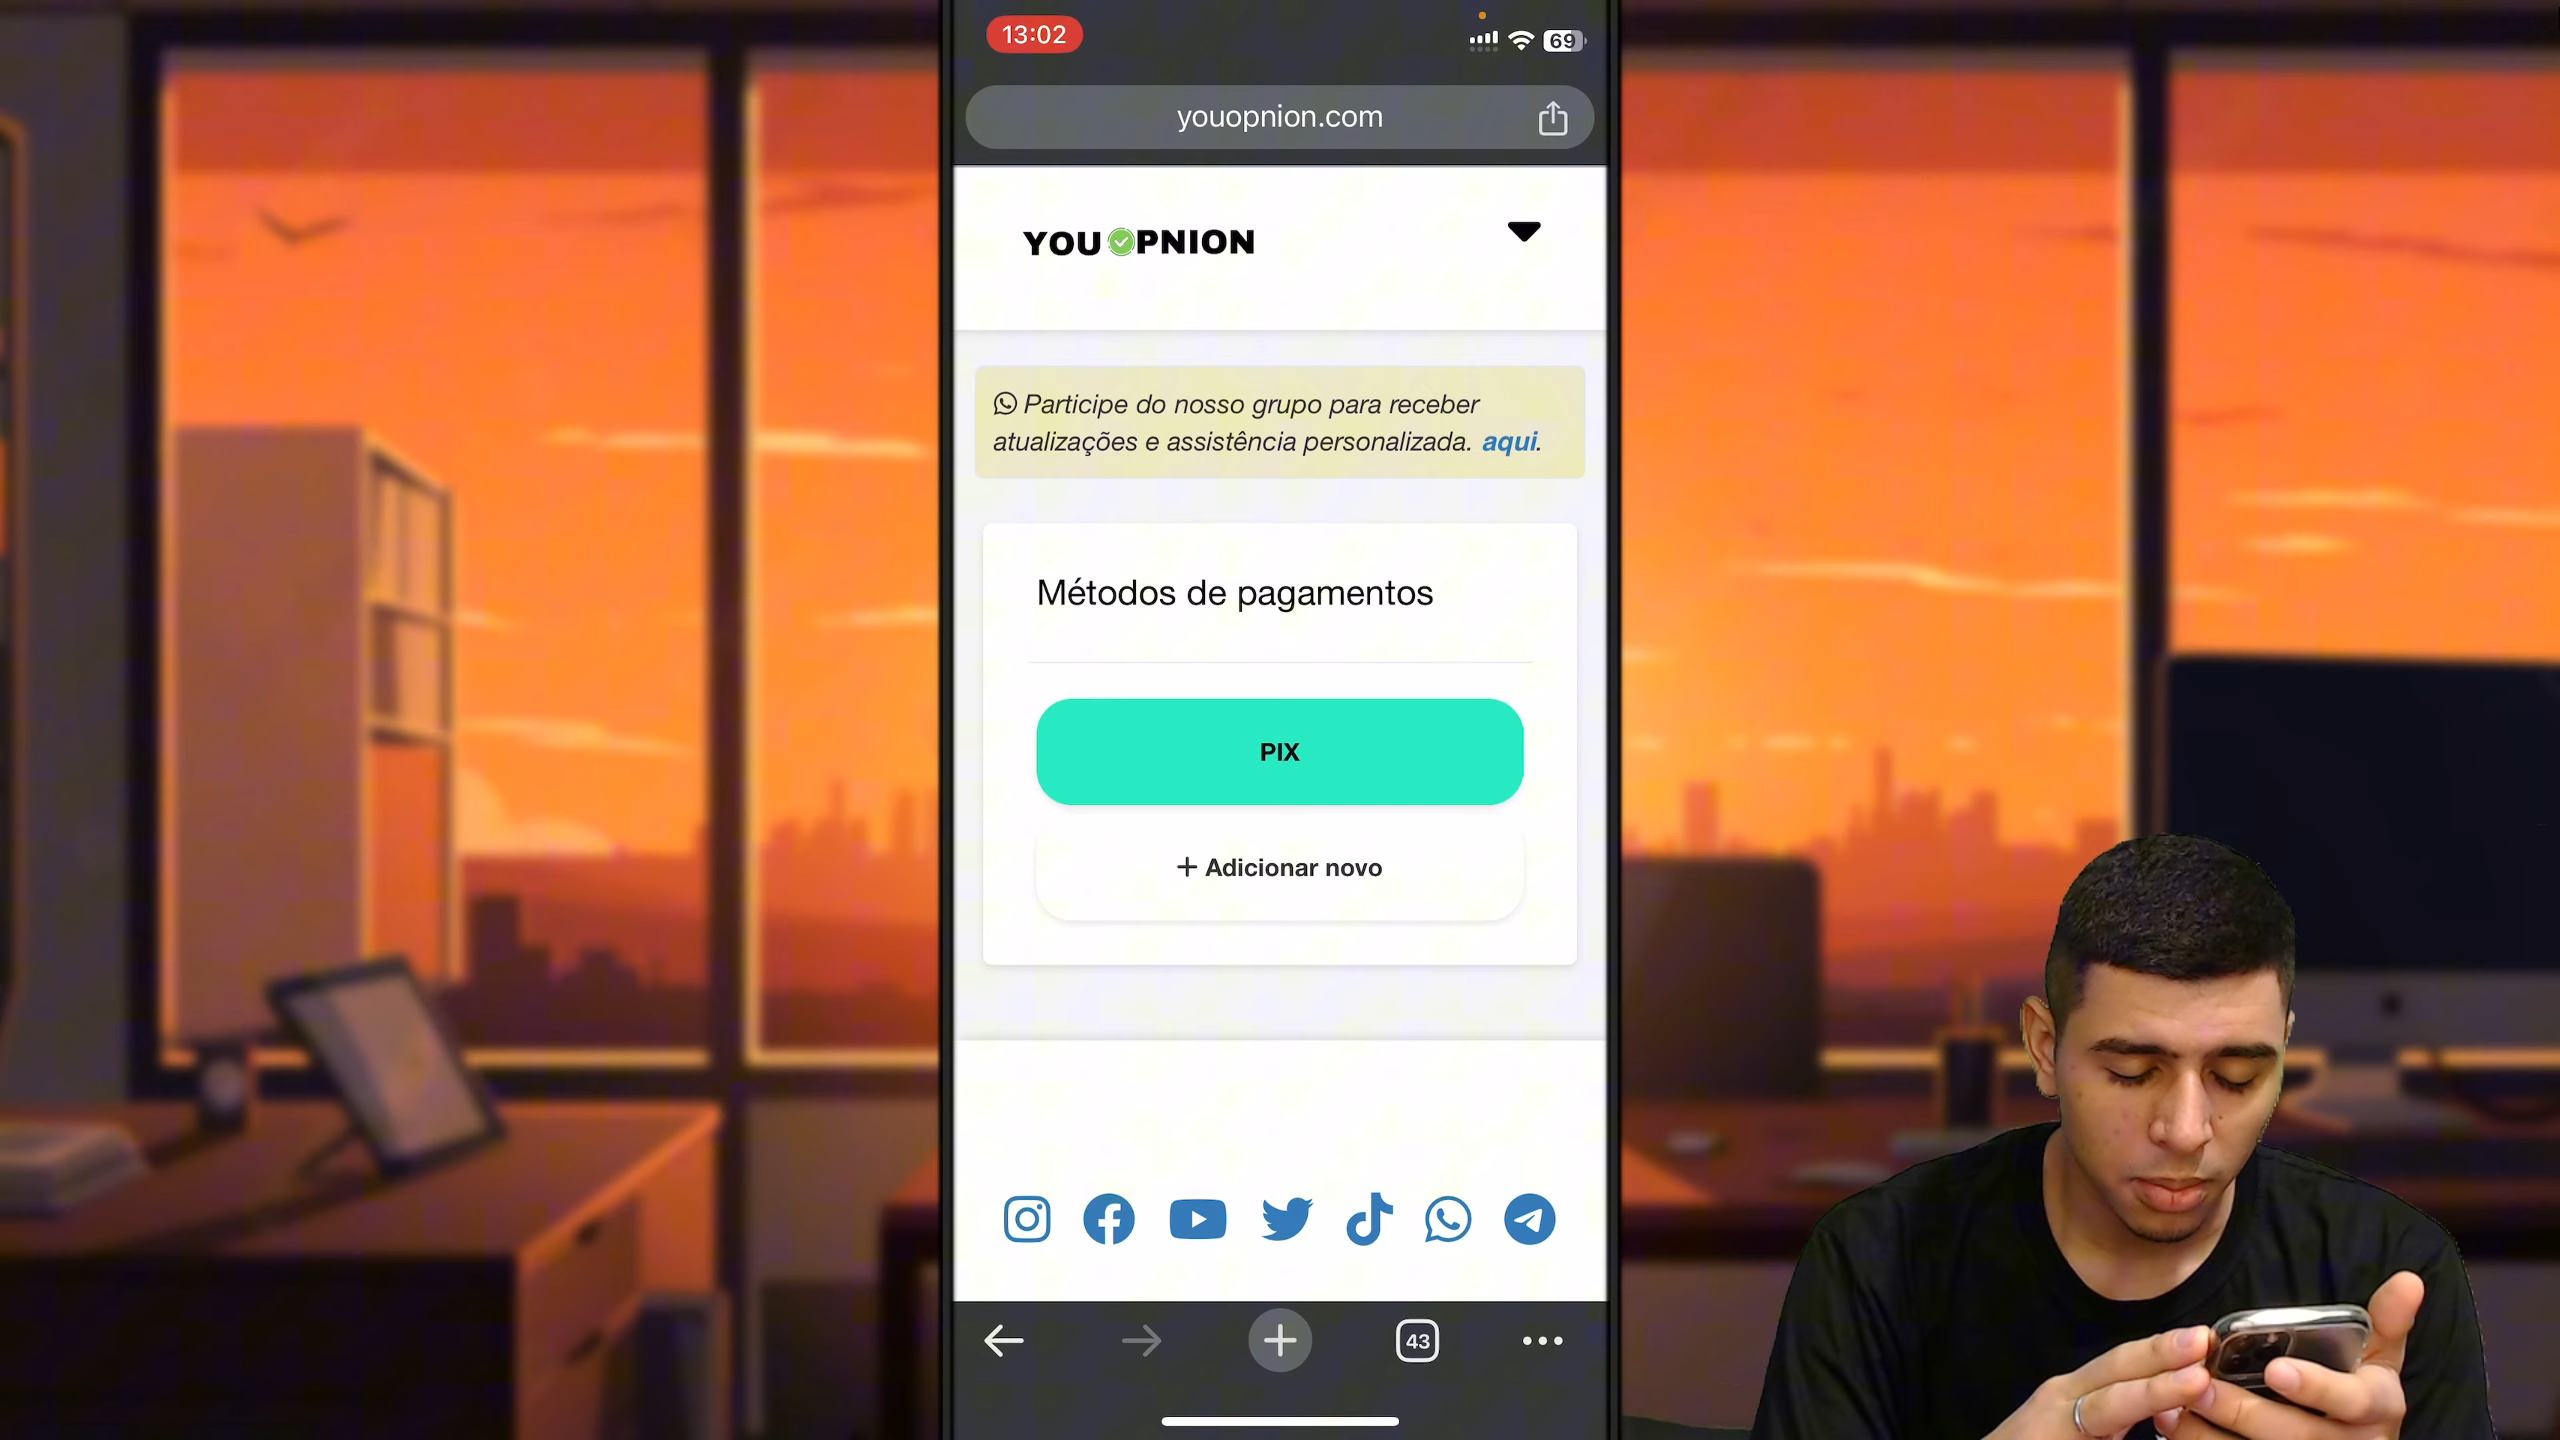 13:02
69
youopnion.com
YOU PNION
Participe do nosso grupo para receber
atualizações e assistência personalizada. aqui.
Métodos de pagamentos
PIX
+ Adicionar novo
43